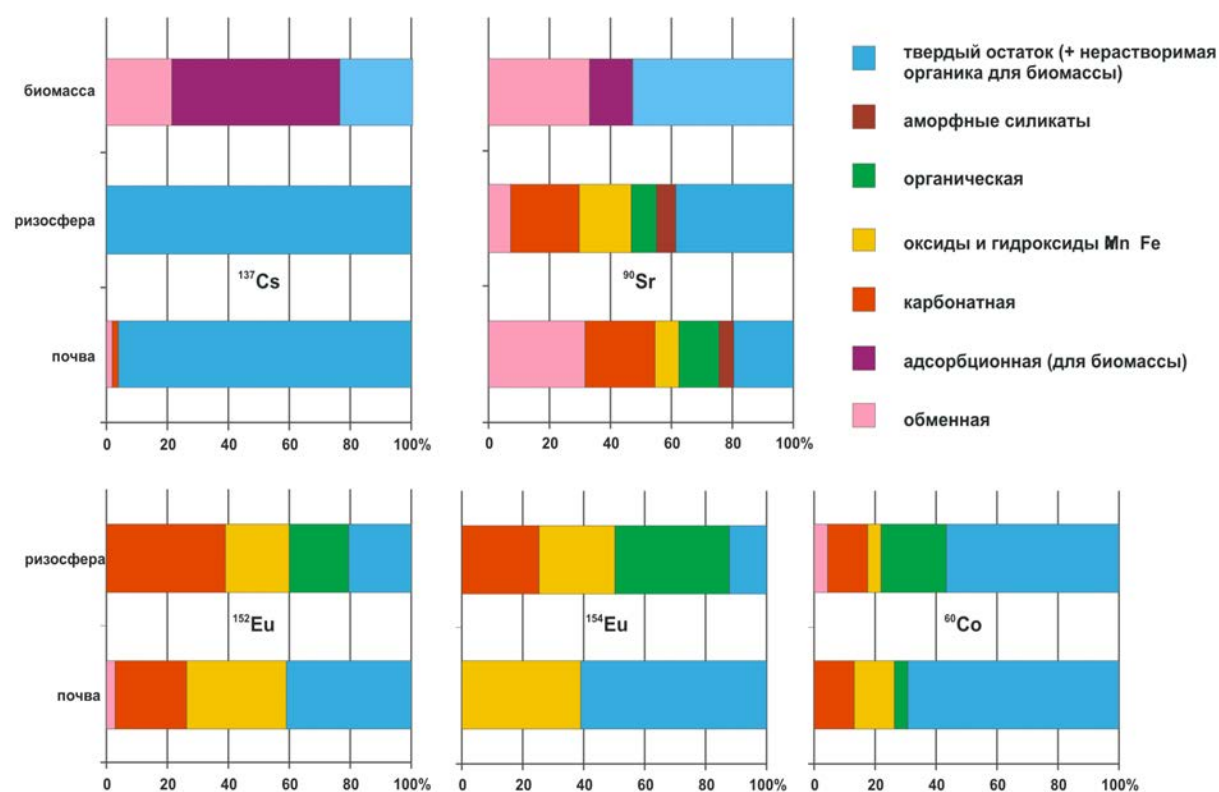 биомасса
ризосфера
почва
137Cs
0 20 40 60 80 100%
90Sr
0 20 40 60 80 100%
твердый остаток (+ нерастворимая
органика для биомассы)
аморфные силикаты
органическая
оксиды и гидроксиды Mn Fe
карбонатная
адсорбционная (для биомассы)
обменная
ризосфера
почва
152Eu
0 20 40 60 80 100%
154Eu
0 20 40 60 80 100%
60Co
0 20 40 60 80 100%